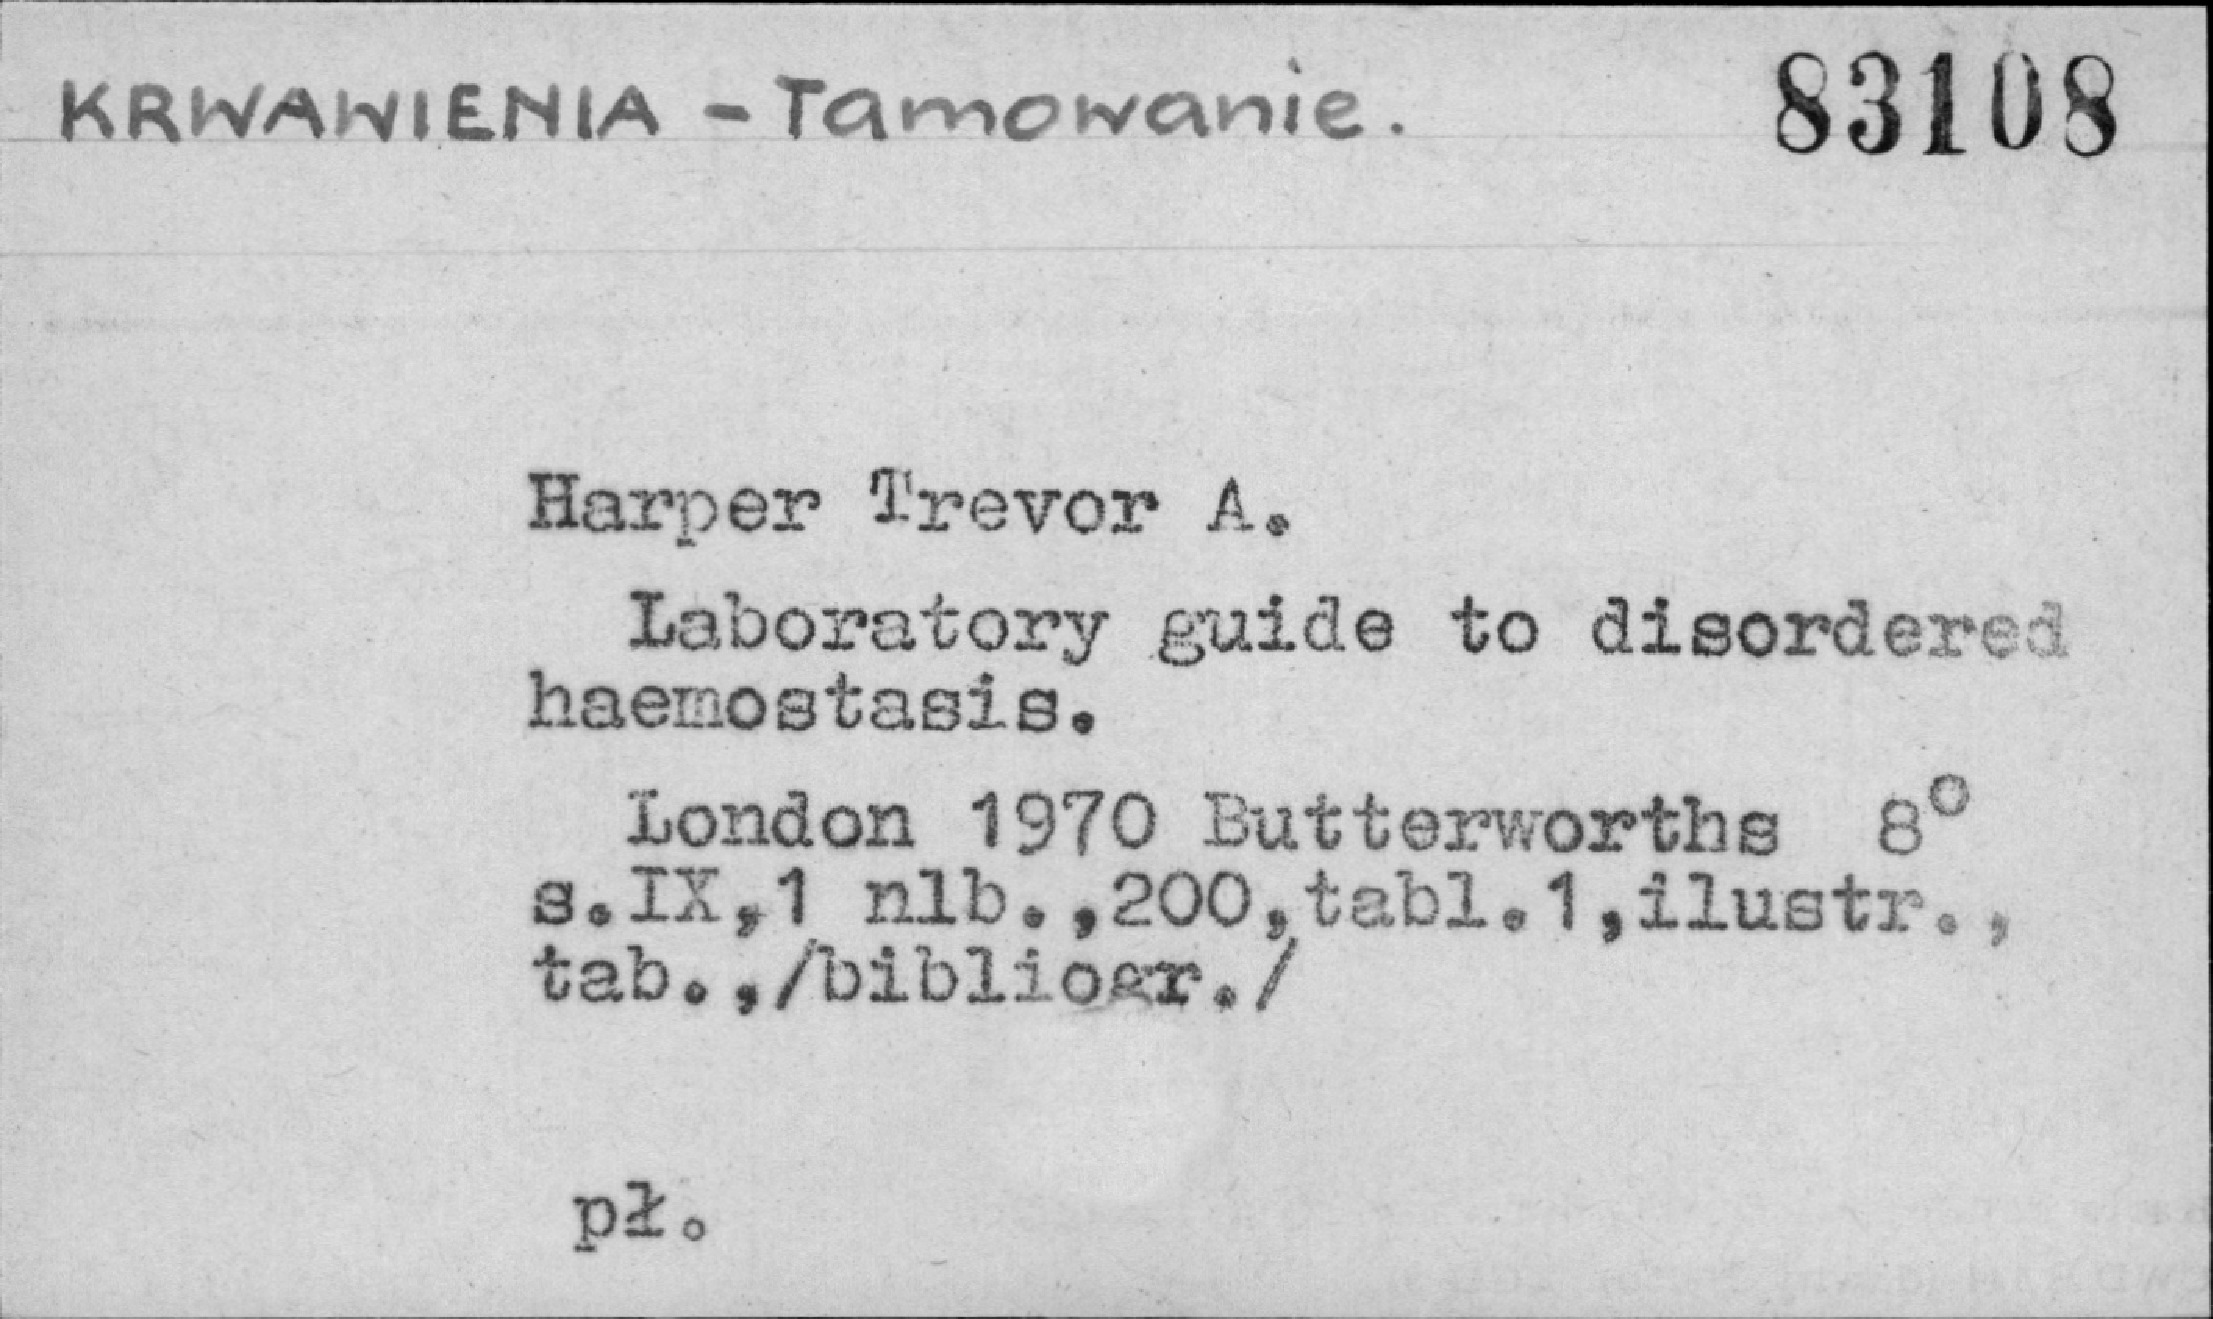 KRWAWIENIA - Tamowanie. 83108
Harper Trevor A.
Laboratory guide to disordered
haemostasis.
London 1970 Butterworths 8°
s.IX,1 nlb.,200,tabl.1,ilustr.,
tab.,/bibliogr./
pł.